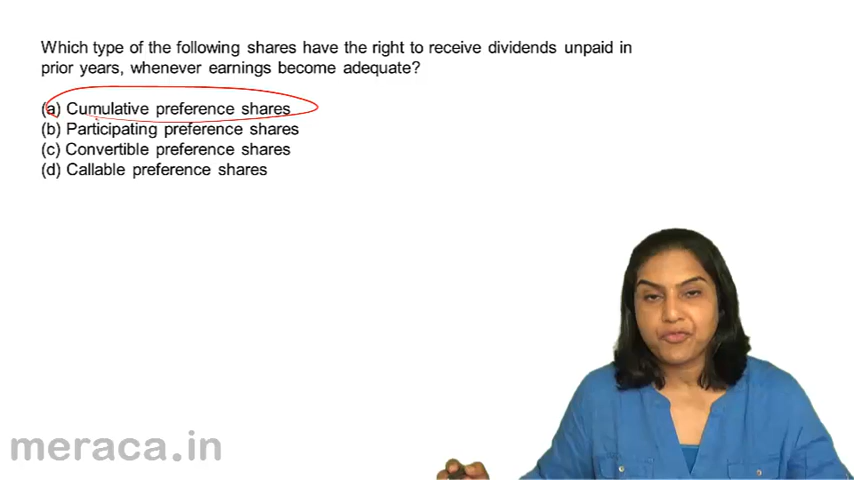 Which type of the following shares have the right to receive dividends unpaid in
prior years, whenever earnings become adequate?
(a) Cumulative preference shares
(b) Participating preference shares
(c) Convertible preference shares
(d) Callable preference shares
meraca.in